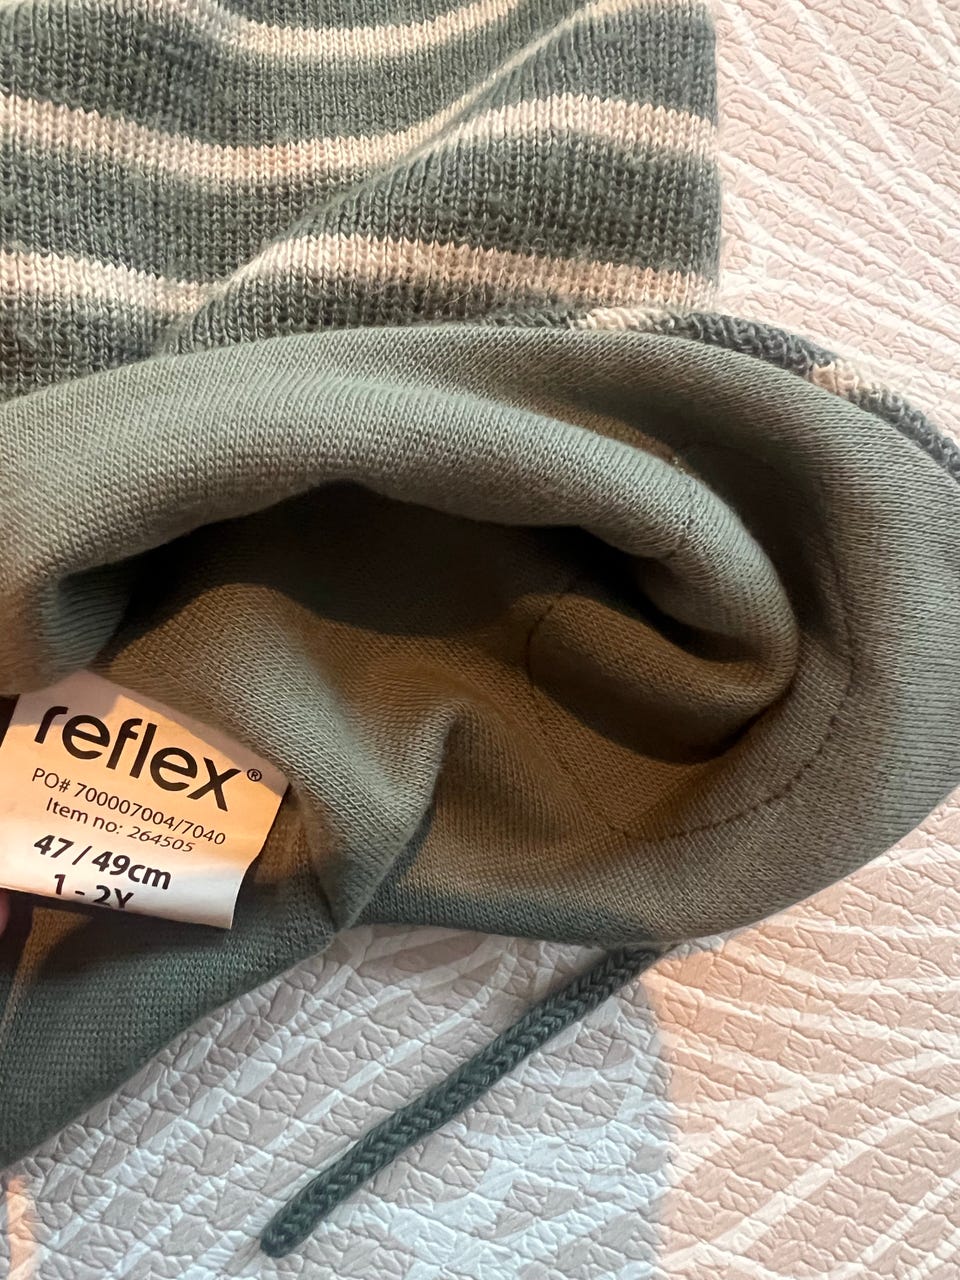 reflex®
PO# 700007004/7040
Item no: 264505
47 / 49cm
1 - 2Y